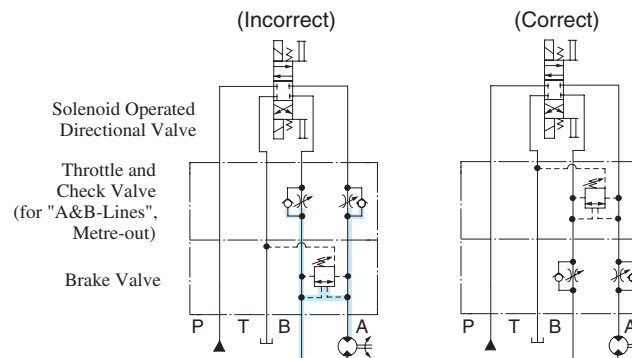 (Incorrect)
(Correct)
Solenoid Operated
Directional Valve
Throttle and
Check Valve
(for "A&B-Lines",
Metre-out)
Brake Valve
P T B A
P T B A